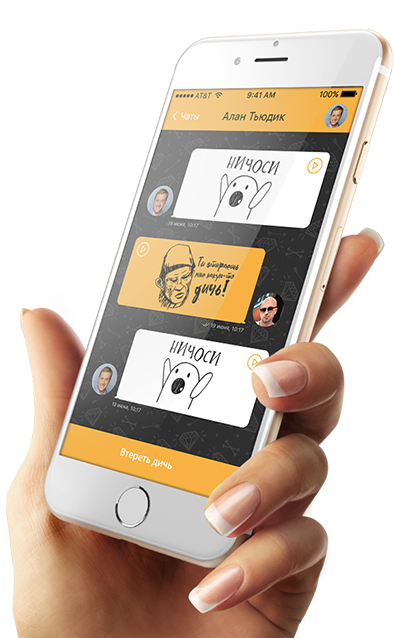 AT&T 9:41 AM 100%
Чаты Алан Тьюдик
НИЧОСИ
19 июня, 10:17
Ты втираешь
мне какую-то
дичь!
19 июня, 10:17
НИЧОСИ
19 июня, 10:17
Втереть дичь